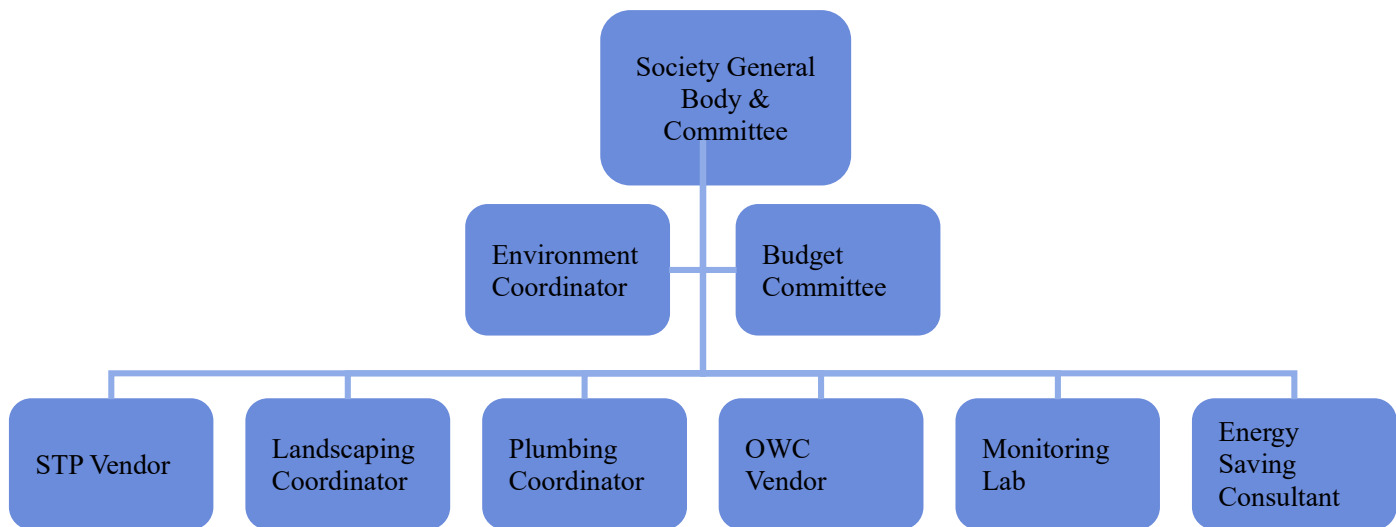 Society General
Body &
Committee
Environment
Coordinator
Budget
Committee
STP Vendor
Landscaping
Coordinator
Plumbing
Coordinator
OWC
Vendor
Monitoring
Lab
Energy
Saving
Consultant